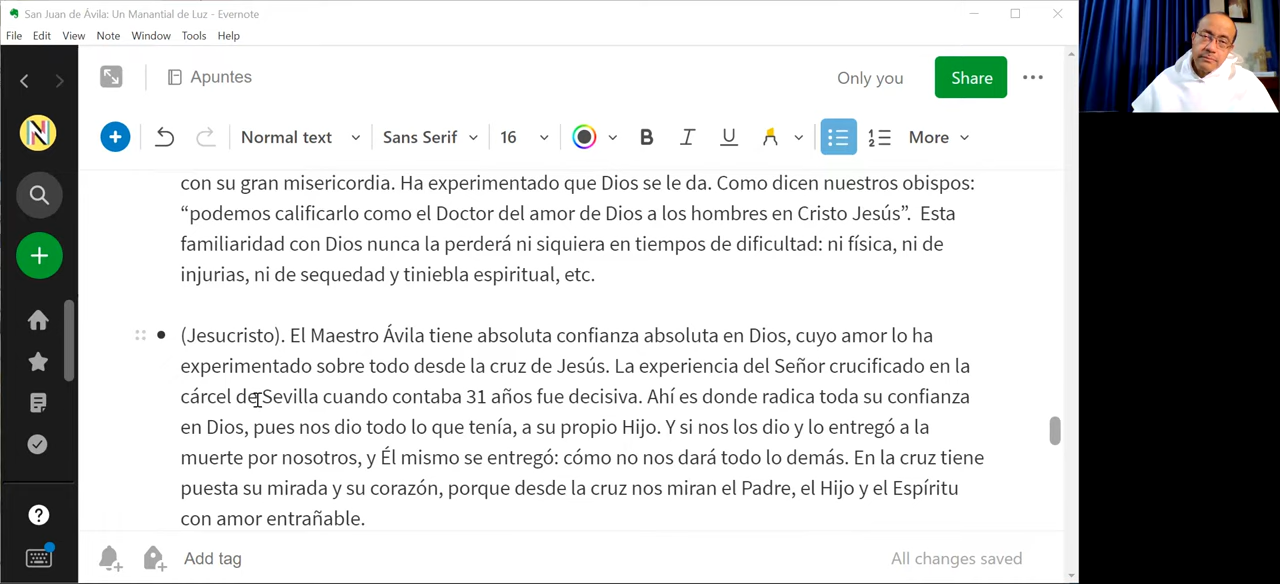 San Juan de Ávila: Un Manantial de Luz - Evernote
File Edit View Note Window Tools Help
Apuntes
Only you
Share
Normal text
Sans Serif
16
B
I
U
More
con su gran misericordia. Ha experimentado que Dios se le da. Como dicen nuestros obispos:
“podemos calificarlo como el Doctor del amor de Dios a los hombres en Cristo Jesús”.  Esta
familiaridad con Dios nunca la perderá ni siquiera en tiempos de dificultad: ni física, ni de
injurias, ni de sequedad y tiniebla espiritual, etc.
(Jesucristo). El Maestro Ávila tiene absoluta confianza absoluta en Dios, cuyo amor lo ha
experimentado sobre todo desde la cruz de Jesús. La experiencia del Señor crucificado en la
cárcel de Sevilla cuando contaba 31 años fue decisiva. Ahí es donde radica toda su confianza
en Dios, pues nos dio todo lo que tenía, a su propio Hijo. Y si nos los dio y lo entregó a la
muerte por nosotros, y Él mismo se entregó: cómo no nos dará todo lo demás. En la cruz tiene
puesta su mirada y su corazón, porque desde la cruz nos miran el Padre, el Hijo y el Espíritu
con amor entrañable.
Add tag
All changes saved